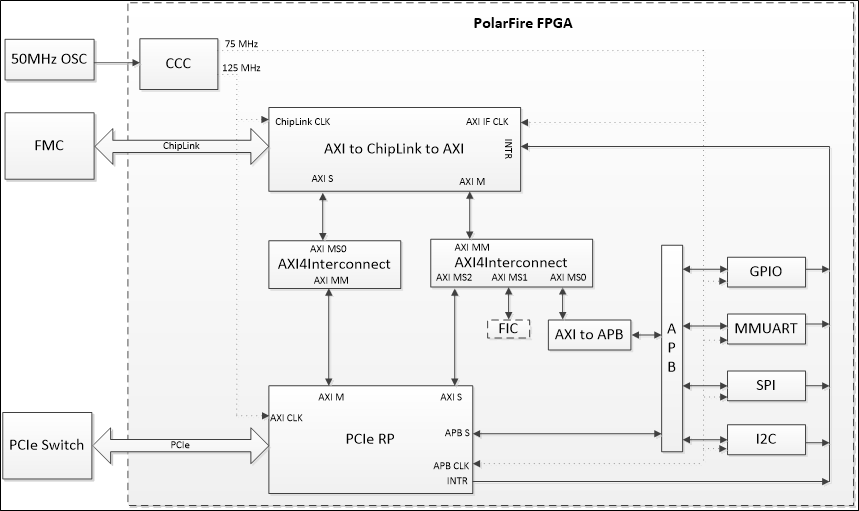 PolarFire FPGA
50MHz OSC
CCC
75 MHz
125 MHz
FMC
ChipLink
ChipLink CLK
AXI IF CLK
AXI to ChipLink to AXI
INTR
AXI S
AXI M
AXI MS0
AXI4Interconnect
AXI MM
AXI MM
AXI4Interconnect
AXI MS2
AXI MS1
AXI MS0
FIC
AXI to APB
APB
GPIO
MMUART
SPI
I2C
PCIe Switch
PCIe
AXI M
AXI S
AXI CLK
PCIe RP
APB S
APB CLK
INTR